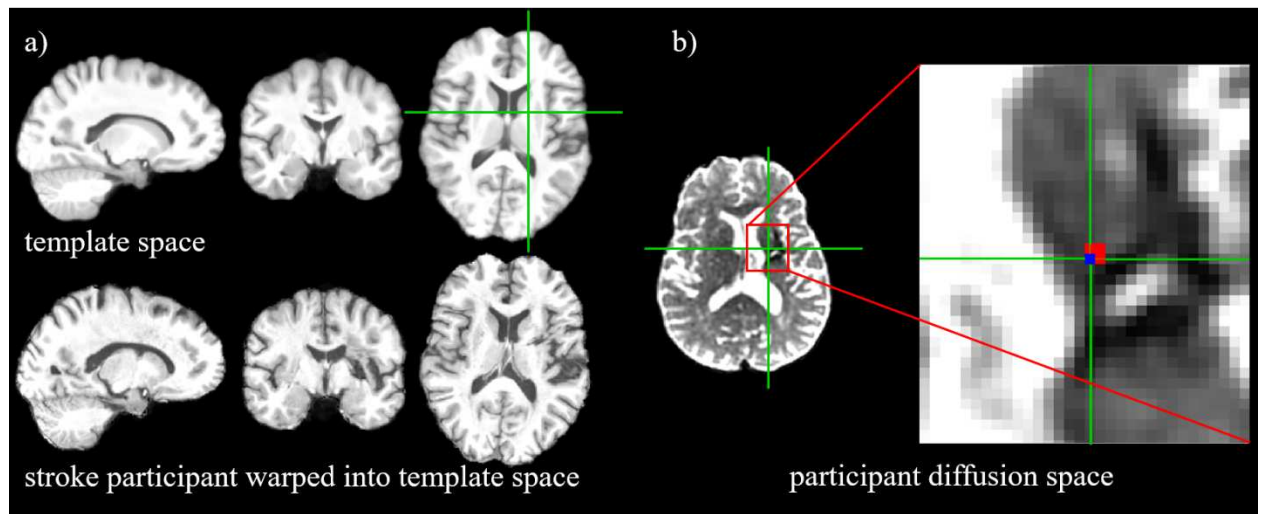 a)
b)
template space
stroke participant warped into template space
participant diffusion space